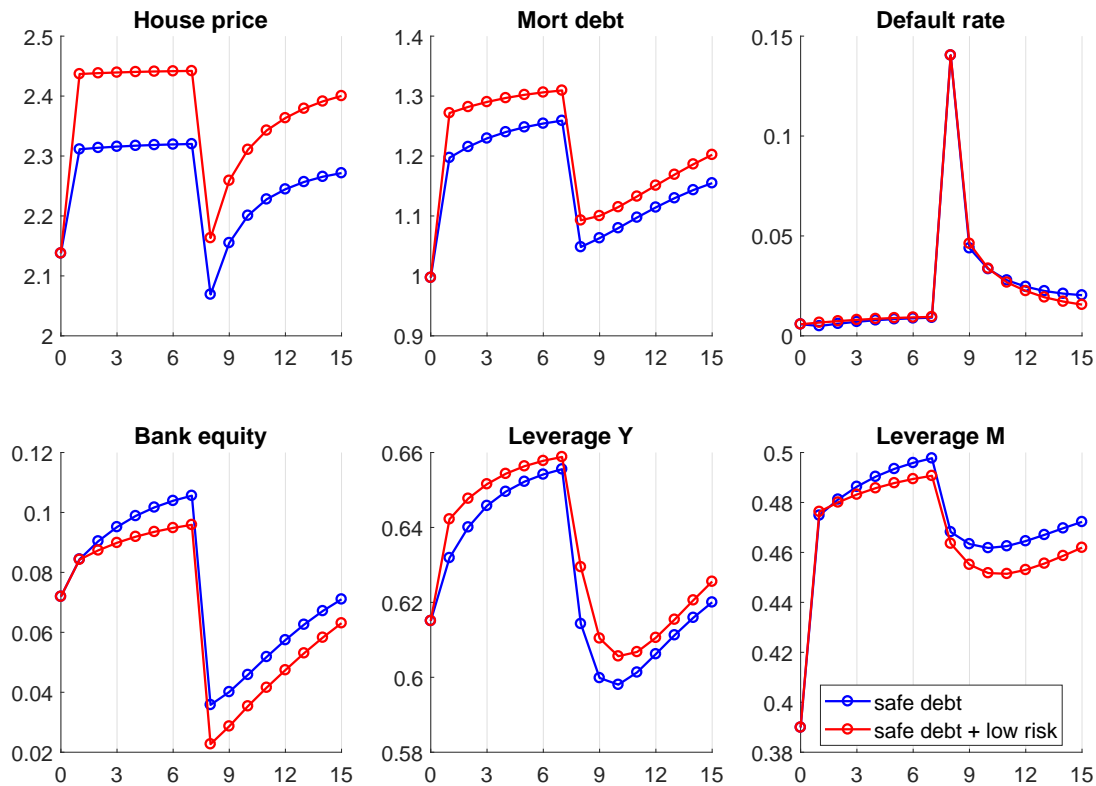 House price
Mort debt
Default rate
2.5
2.4
2.3
2.2
2.1
2
0 3 6 9 12 15
1.4
1.3
1.2
1.1
1
0.9
0 3 6 9 12 15
0.15
0.1
0.05
0
0 3 6 9 12 15
Bank equity
Leverage Y
Leverage M
0.12
0.1
0.08
0.06
0.04
0.02
0 3 6 9 12 15
0.66
0.64
0.62
0.6
0.58
0 3 6 9 12 15
0.5
0.48
0.46
0.44
0.42
0.4
0.38
0 3 6 9 12 15
safe debt
safe debt + low risk